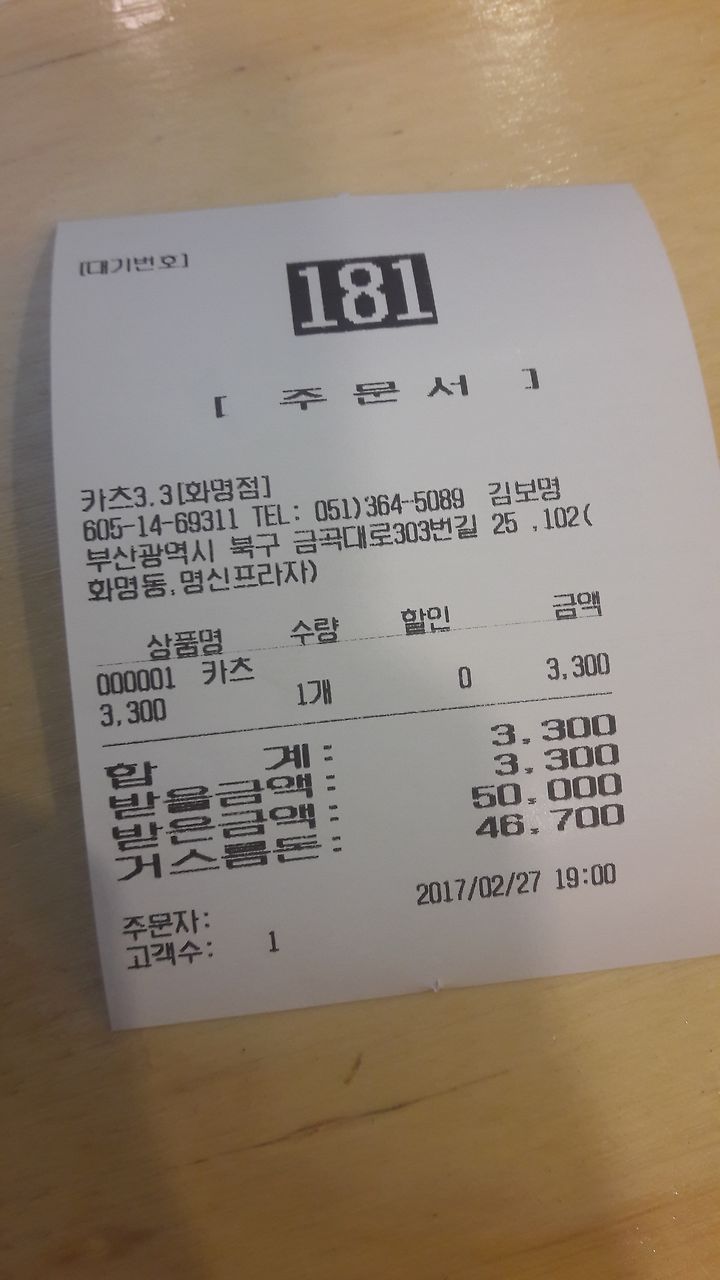 [대기번호]
181
[ 주 문 서 ]
카츠3.3[화명점]
605-14-69311 TEL: 051)364-5089 김보명
부산광역시 북구 금곡대로303번길 25 ,102(
화명동,명신프라자)
상품명 수량 할인 금액
000001 카츠
3,300 1개 0 3,300
합 계: 3,300
받을금액: 3,300
받은금액: 50,000
거스름돈: 46,700
2017/02/27 19:00
주문자:
고객수: 1